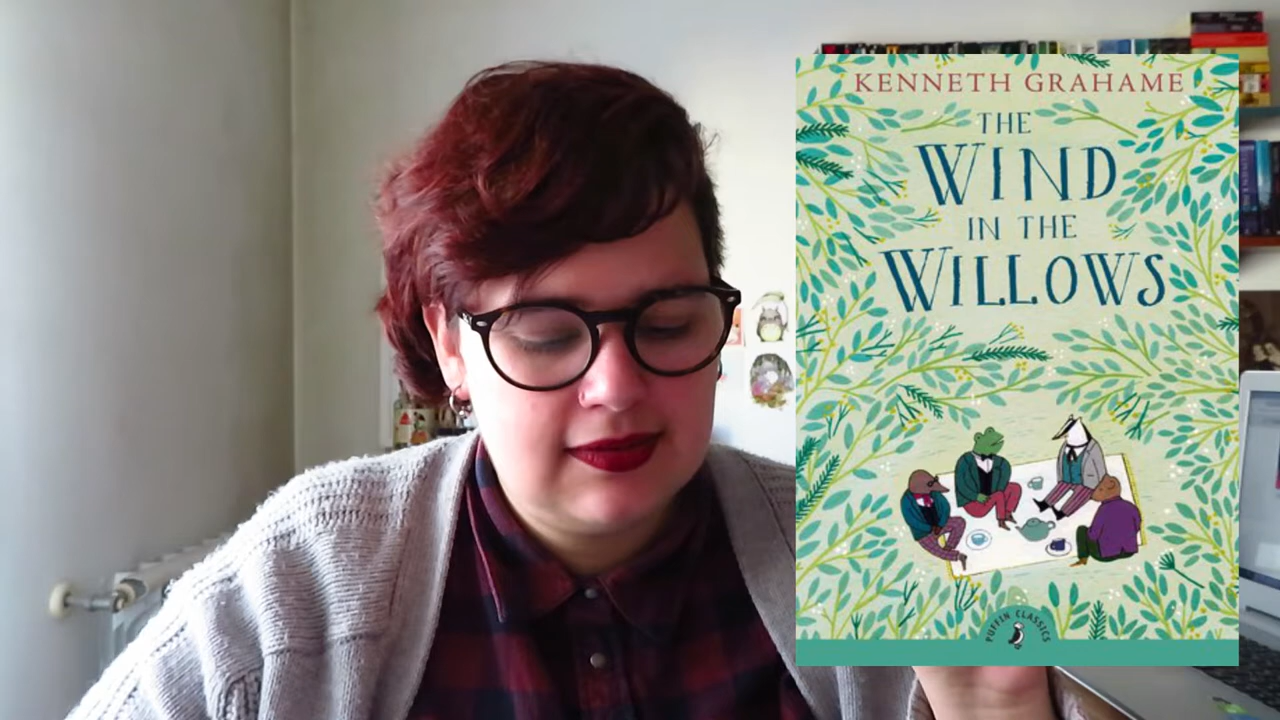 KENNETH GRAHAME
THE
WIND
IN THE
WILLOWS
PUFFIN CLASSICS